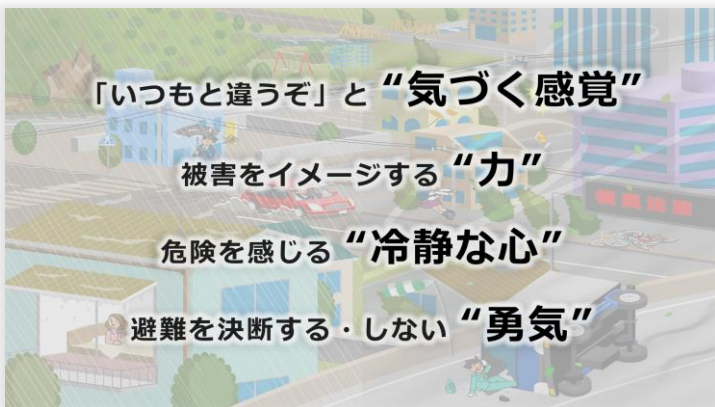 「いつもと違うぞ」と “気づく感覚”
被害をイメージする “力”
危険を感じる “冷静な心”
避難を決断する・しない “勇気”